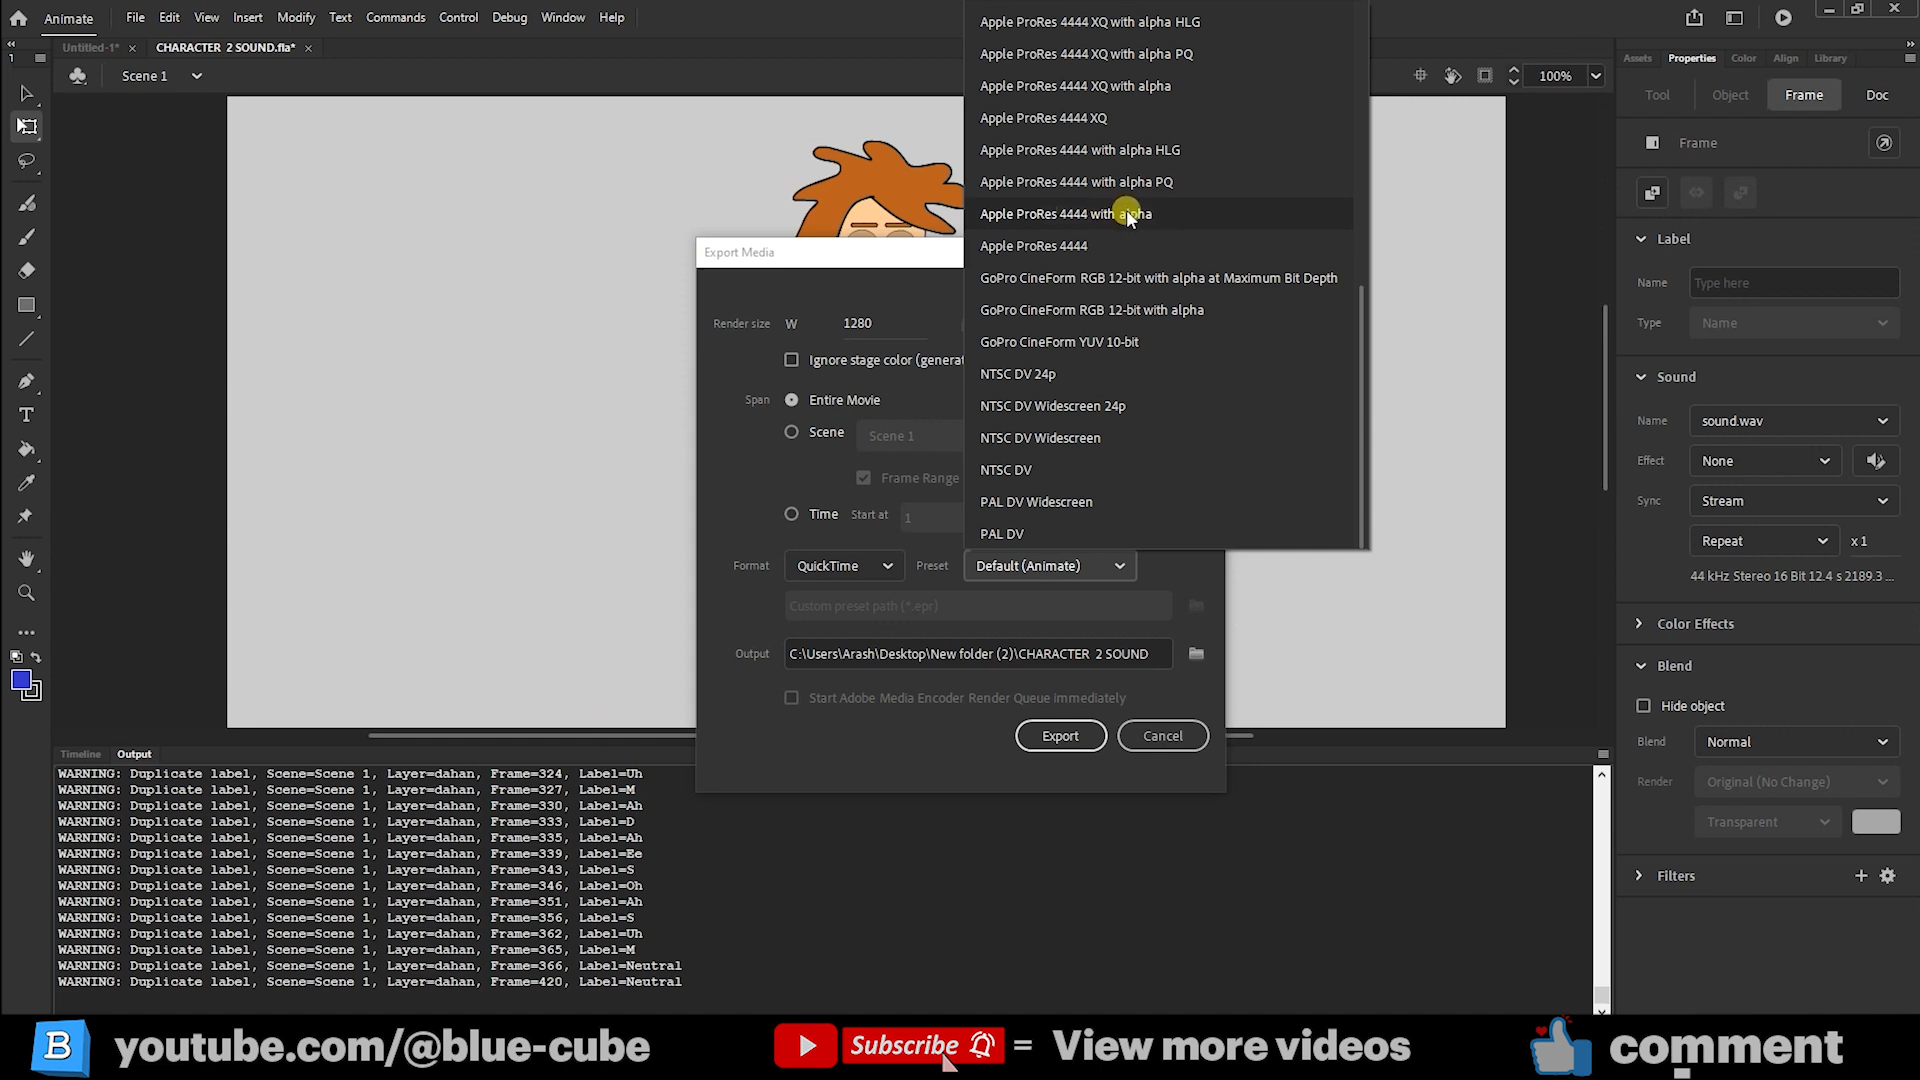 Animate File Edit View Insert Modify Text Commands Control Debug Window Help
Untitled-1* × CHARACTER 2 SOUND.fla* ×
Scene 1
100%
Apple ProRes 4444 XQ with alpha HLG
Apple ProRes 4444 XQ with alpha PQ
Apple ProRes 4444 XQ with alpha
Apple ProRes 4444 XQ
Apple ProRes 4444 with alpha HLG
Apple ProRes 4444 with alpha PQ
Apple ProRes 4444 with alpha
Apple ProRes 4444
GoPro CineForm RGB 12-bit with alpha at Maximum Bit Depth
GoPro CineForm RGB 12-bit with alpha
GoPro CineForm YUV 10-bit
NTSC DV 24p
NTSC DV Widescreen 24p
NTSC DV Widescreen
NTSC DV
PAL DV Widescreen
PAL DV
Export Media
Render size W 1280
Ignore stage color (generat
Span Entire Movie
Scene Scene 1
Frame Range
Time Start at 1
Format QuickTime Preset Default (Animate)
Custom preset path (*.epr)
Output C:\Users\Arash\Desktop\New folder (2)\CHARACTER 2 SOUND
Start Adobe Media Encoder Render Queue immediately
Export Cancel
Assets Properties Color Align Library
Tool Object Frame Doc
Frame
Label
Name Type here
Type Name
Sound
Name sound.wav
Effect None
Sync Stream
Repeat x 1
44 kHz Stereo 16 Bit 12.4 s 2189.3 ...
Color Effects
Blend
Hide object
Blend Normal
Render Original (No Change)
Transparent
Filters
Timeline Output
WARNING: Duplicate label, Scene=Scene 1, Layer=dahan, Frame=324, Label=Uh
WARNING: Duplicate label, Scene=Scene 1, Layer=dahan, Frame=327, Label=M
WARNING: Duplicate label, Scene=Scene 1, Layer=dahan, Frame=330, Label=Ah
WARNING: Duplicate label, Scene=Scene 1, Layer=dahan, Frame=333, Label=D
WARNING: Duplicate label, Scene=Scene 1, Layer=dahan, Frame=335, Label=Ah
WARNING: Duplicate label, Scene=Scene 1, Layer=dahan, Frame=339, Label=Ee
WARNING: Duplicate label, Scene=Scene 1, Layer=dahan, Frame=343, Label=S
WARNING: Duplicate label, Scene=Scene 1, Layer=dahan, Frame=346, Label=Oh
WARNING: Duplicate label, Scene=Scene 1, Layer=dahan, Frame=351, Label=Ah
WARNING: Duplicate label, Scene=Scene 1, Layer=dahan, Frame=356, Label=S
WARNING: Duplicate label, Scene=Scene 1, Layer=dahan, Frame=362, Label=Uh
WARNING: Duplicate label, Scene=Scene 1, Layer=dahan, Frame=365, Label=M
WARNING: Duplicate label, Scene=Scene 1, Layer=dahan, Frame=366, Label=Neutral
WARNING: Duplicate label, Scene=Scene 1, Layer=dahan, Frame=420, Label=Neutral
B youtube.com/@blue-cube Subscribe = View more videos comment